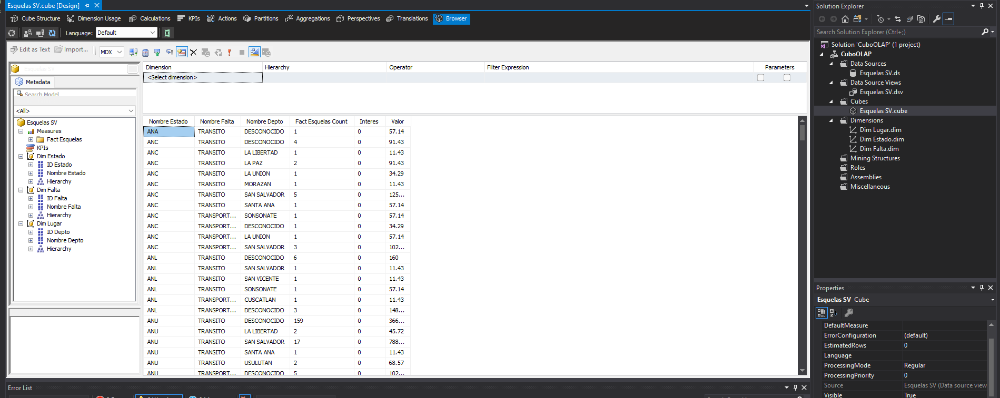 Esquelas SV.cube [Design]
Cube Structure Dimension Usage Calculations KPIs Actions Partitions Aggregations Perspectives Translations Browser
Language: Default
Edit as Text Import... MDX
Esquelas SV
Metadata
Search Model
<All>
Esquelas SV
Measures
Fact Esquelas
KPIs
Dim Estado
ID Estado
Nombre Estado
Hierarchy
Dim Falta
ID Falta
Nombre Falta
Hierarchy
Dim Lugar
ID Depto
Nombre Depto
Hierarchy
Dimension Hierarchy Operator Filter Expression Parameters
<Select dimension>
Nombre Estado Nombre Falta Nombre Depto Fact Esquelas Count Interes Valor
ANA TRANSITO DESCONOCIDO 1 0 57.14
ANC TRANSITO DESCONOCIDO 4 0 91.43
ANC TRANSITO LA LIBERTAD 1 0 11.43
ANC TRANSITO LA PAZ 2 0 91.43
ANC TRANSITO LA UNION 1 0 34.29
ANC TRANSITO MORAZAN 1 0 11.43
ANC TRANSITO SAN SALVADOR 5 0 125...
ANC TRANSITO SANTA ANA 1 0 57.14
ANC TRANSPORT... SONSONATE 1 0 57.14
ANC TRANSPORT... DESCONOCIDO 1 0 34.29
ANC TRANSPORT... LA UNION 1 0 57.14
ANC TRANSPORT... SAN SALVADOR 3 0 102...
ANL TRANSITO DESCONOCIDO 6 0 160
ANL TRANSITO SAN SALVADOR 1 0 11.43
ANL TRANSITO SAN VICENTE 1 0 11.43
ANL TRANSITO SONSONATE 1 0 57.14
ANL TRANSPORT... CUSCATLAN 1 0 11.43
ANL TRANSPORT... DESCONOCIDO 3 0 148...
ANU TRANSITO DESCONOCIDO 159 0 366...
ANU TRANSITO LA LIBERTAD 2 0 45.72
ANU TRANSITO SAN SALVADOR 17 0 788...
ANU TRANSITO SANTA ANA 1 0 11.43
ANU TRANSITO USULUTAN 2 0 68.57
ANU TRANSPORT... DESCONOCIDO 5 0 102...
Error List
Solution Explorer
Search Solution Explorer (Ctrl+;)
Solution 'CuboOLAP' (1 project)
CuboOLAP
Data Sources
Esquelas SV.ds
Data Source Views
Esquelas SV.dsv
Cubes
Esquelas SV.cube
Dimensions
Dim Lugar.dim
Dim Estado.dim
Dim Falta.dim
Mining Structures
Roles
Assemblies
Miscellaneous
Properties
Esquelas SV Cube
DefaultMeasure
ErrorConfiguration (default)
EstimatedRows 0
Language
ProcessingMode Regular
ProcessingPriority 0
Source Esquelas SV (Data source view
Visible True